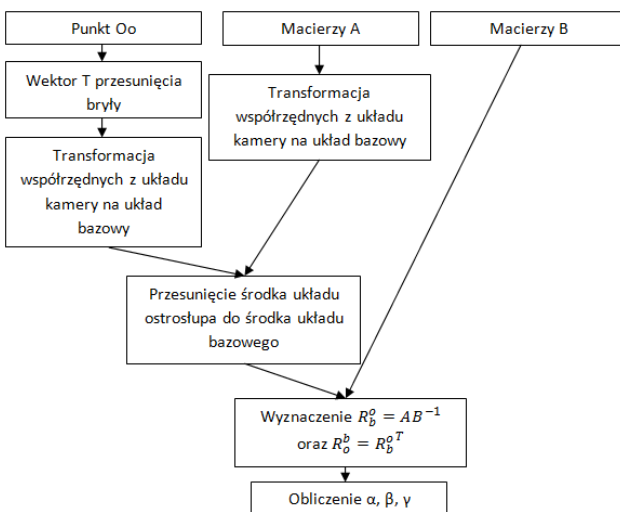 Punkt Oo
Macierzy A
Macierzy B
Wektor T przesunięcia
bryły
Transformacja
współrzędnych z układu
kamery na układ bazowy
Transformacja
współrzędnych z układu
kamery na układ
bazowy
Przesunięcie środka układu
ostrosłupa do środka układu
bazowego
Wyznaczenie $R_b^o = AB^{-1}$
oraz $R_o^b = {R_b^o}^T$
Obliczenie α, β, γ